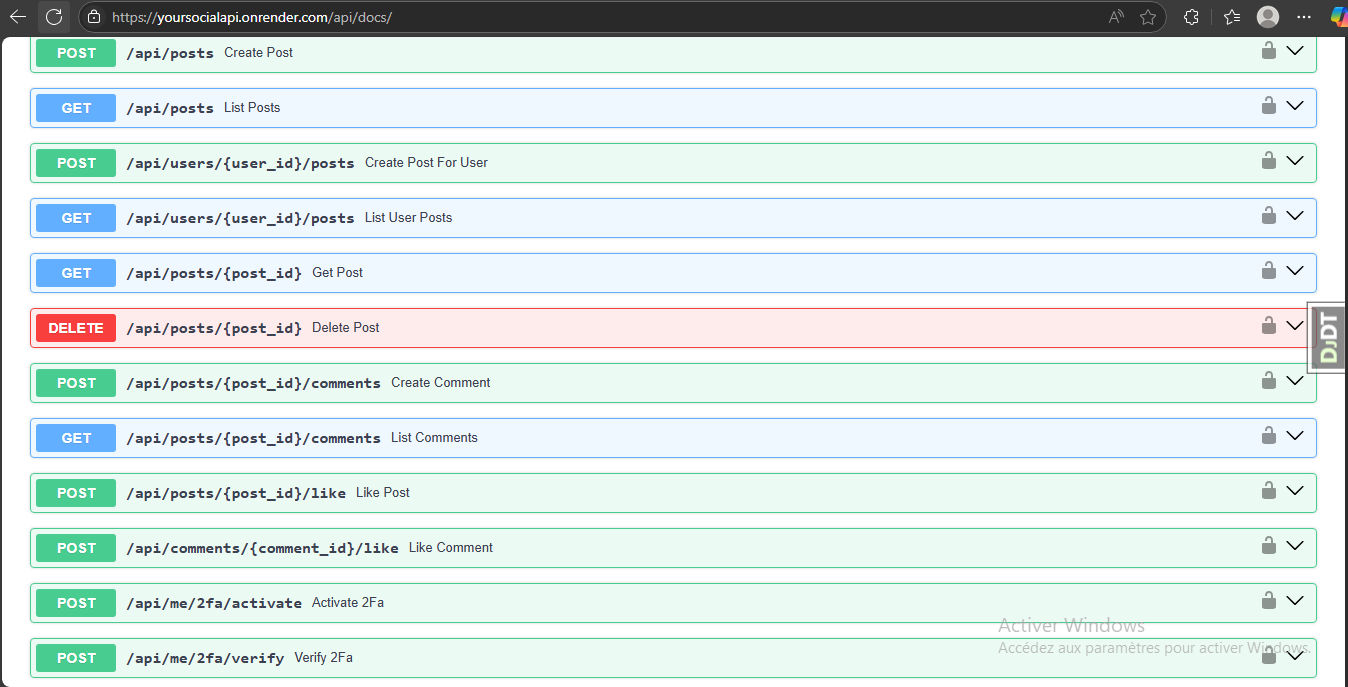 https://yoursocialapi.onrender.com/api/docs/
POST /api/posts Create Post
GET /api/posts List Posts
POST /api/users/{user_id}/posts Create Post For User
GET /api/users/{user_id}/posts List User Posts
GET /api/posts/{post_id} Get Post
DELETE /api/posts/{post_id} Delete Post
DJDT
POST /api/posts/{post_id}/comments Create Comment
GET /api/posts/{post_id}/comments List Comments
POST /api/posts/{post_id}/like Like Post
POST /api/comments/{comment_id}/like Like Comment
POST /api/me/2fa/activate Activate 2Fa
Activer Windows
Accédez aux paramètres pour activer Windows.
POST /api/me/2fa/verify Verify 2Fa